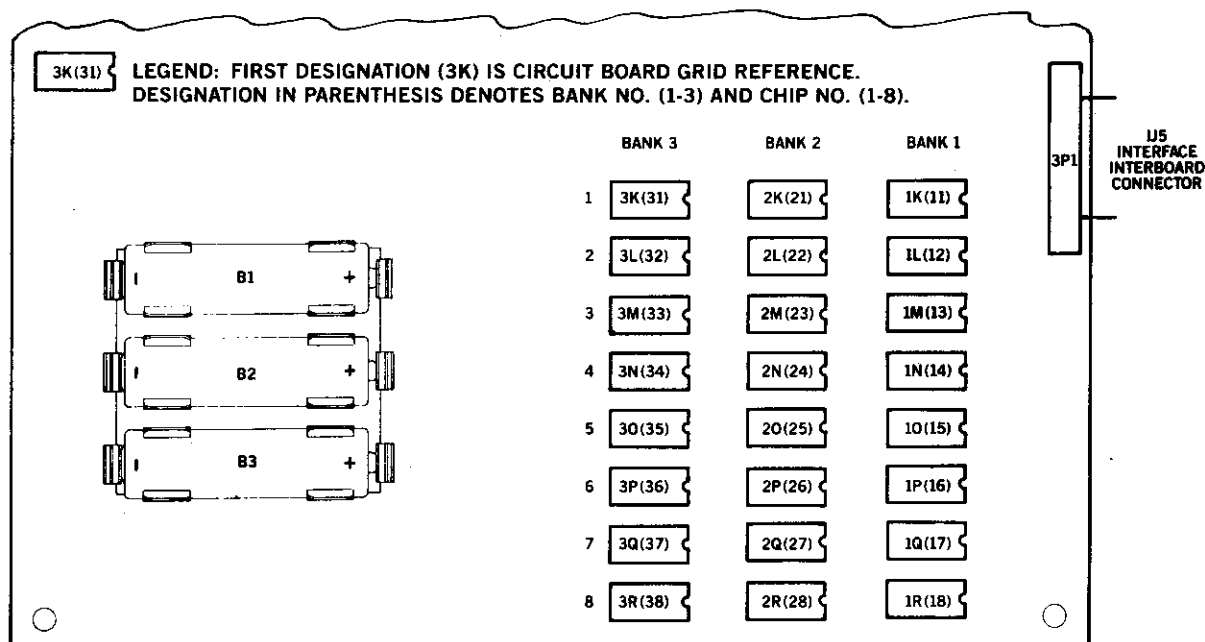 3K(31)
LEGEND: FIRST DESIGNATION (3K) IS CIRCUIT BOARD GRID REFERENCE.
DESIGNATION IN PARENTHESIS DENOTES BANK NO. (1-3) AND CHIP NO. (1-8).
BANK 3 BANK 2 BANK 1
3P1
1J5
INTERFACE
INTERBOARD
CONNECTOR
1 3K(31) 2K(21) 1K(11)
2 3L(32) 2L(22) 1L(12)
3 3M(33) 2M(23) 1M(13)
4 3N(34) 2N(24) 1N(14)
5 3O(35) 2O(25) 1O(15)
6 3P(36) 2P(26) 1P(16)
7 3Q(37) 2Q(27) 1Q(17)
8 3R(38) 2R(28) 1R(18)
- B1 +
- B2 +
- B3 +